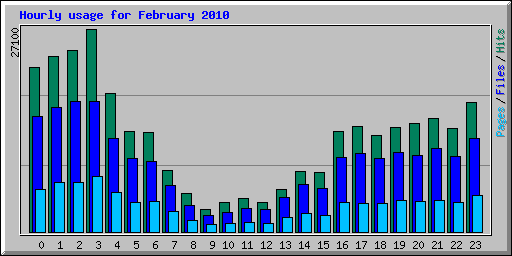 Hourly usage for February 2010
27100
Pages/Files/Hits
0 1 2 3 4 5 6 7 8 9 10 11 12 13 14 15 16 17 18 19 20 21 22 23